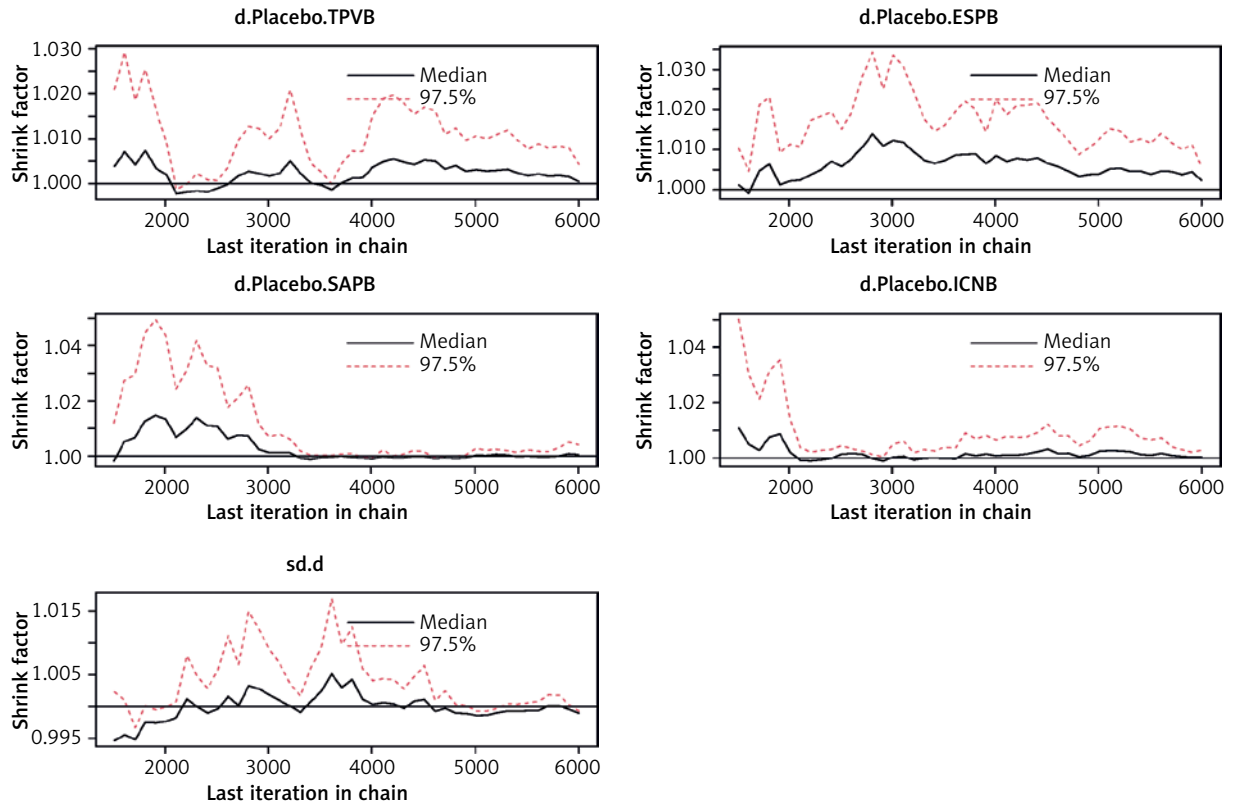 d.Placebo.TPVB
Shrink factor
1.030
1.020
1.010
1.000
Median
97.5%
2000 3000 4000 5000 6000
Last iteration in chain
d.Placebo.ESPB
Shrink factor
1.030
1.020
1.010
1.000
Median
97.5%
2000 3000 4000 5000 6000
Last iteration in chain
d.Placebo.SAPB
Shrink factor
1.04
1.02
1.00
Median
97.5%
2000 3000 4000 5000 6000
Last iteration in chain
d.Placebo.ICNB
Shrink factor
1.04
1.02
1.00
Median
97.5%
2000 3000 4000 5000 6000
Last iteration in chain
sd.d
Shrink factor
1.015
1.005
0.995
Median
97.5%
2000 3000 4000 5000 6000
Last iteration in chain